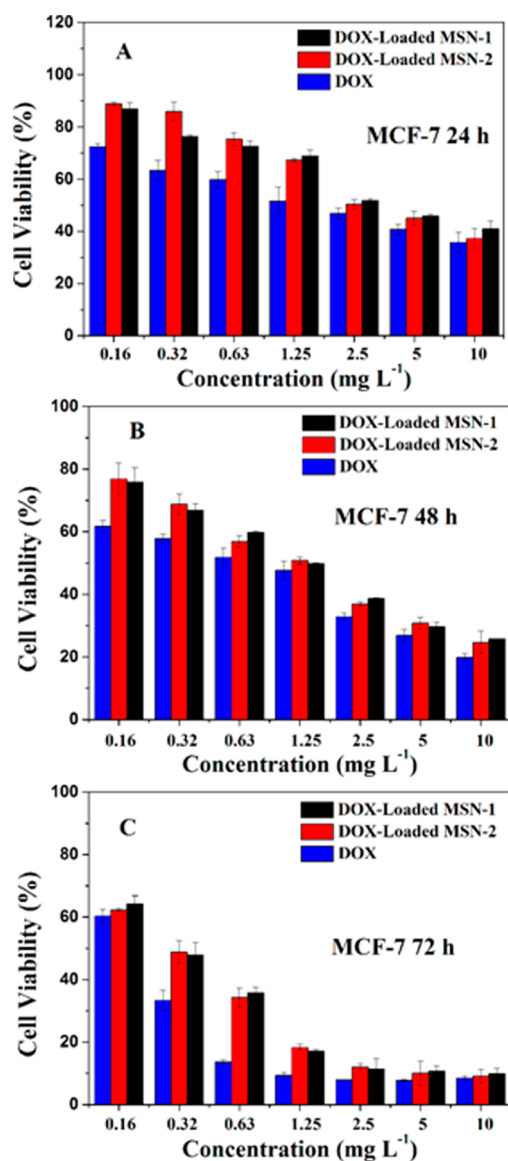 120
100
80
60
40
20
0
Cell Viability (%)
A
DOX-Loaded MSN-1
DOX-Loaded MSN-2
DOX
MCF-7 24 h
0.16 0.32 0.63 1.25 2.5 5 10
Concentration (mg L-1)
100
80
60
40
20
0
Cell Viability (%)
B
DOX-Loaded MSN-1
DOX-Loaded MSN-2
DOX
MCF-7 48 h
0.16 0.32 0.63 1.25 2.5 5 10
Concentration (mg L-1)
100
80
60
40
20
0
Cell Viability (%)
C
DOX-Loaded MSN-1
DOX-Loaded MSN-2
DOX
MCF-7 72 h
0.16 0.32 0.63 1.25 2.5 5 10
Concentration (mg L-1)